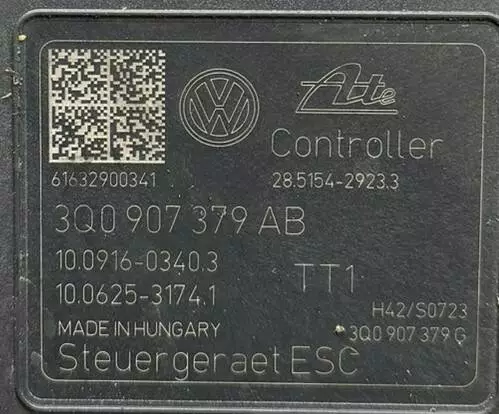 VW
Ate
Controller
61632900341
28.5154-2923.3
3Q0 907 379 AB
10.0916-0340.3
TT1
10.0625-3174.1
H42/S0723
MADE IN HUNGARY
3Q0 907 379 G
Steuergeraet ESC